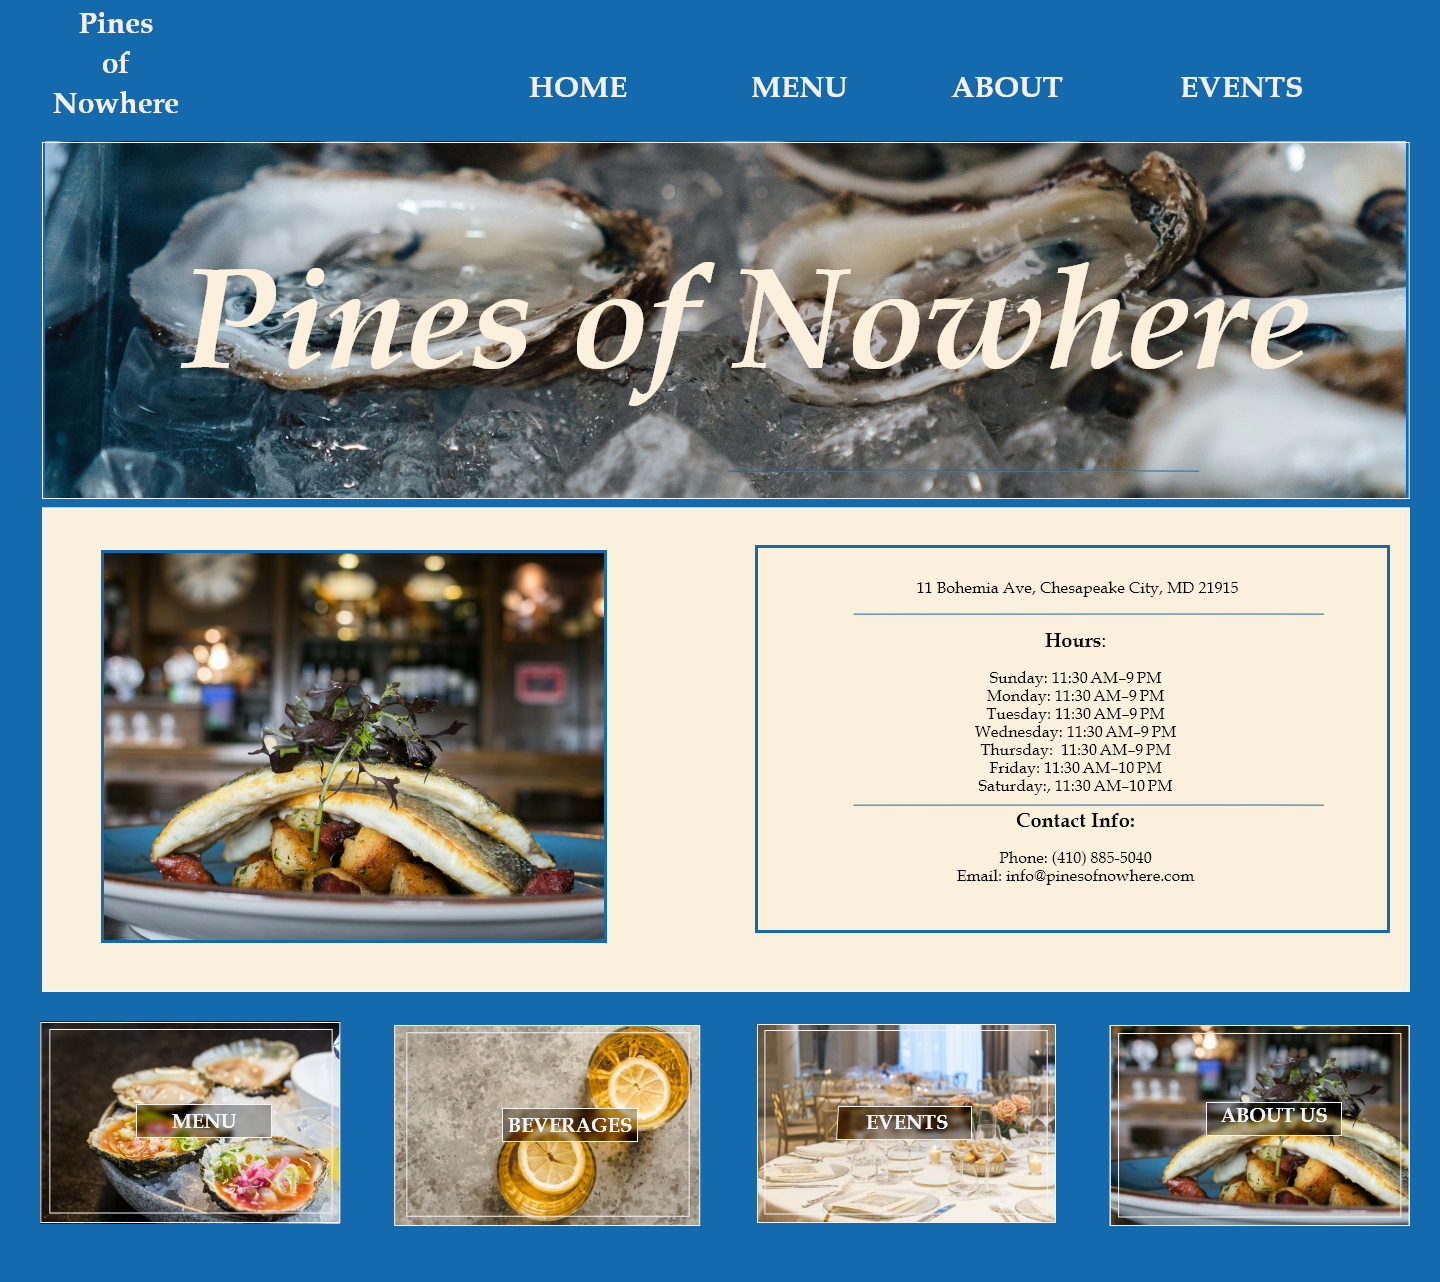 Pines
of
Nowhere
HOME MENU ABOUT EVENTS
Pines of Nowhere
11 Bohemia Ave, Chesapeake City, MD 21915
Hours:
Sunday: 11:30 AM–9 PM
Monday: 11:30 AM–9 PM
Tuesday: 11:30 AM–9 PM
Wednesday: 11:30 AM–9 PM
Thursday:  11:30 AM–9 PM
Friday: 11:30 AM–10 PM
Saturday:, 11:30 AM–10 PM
Contact Info:
Phone: (410) 885-5040
Email: info@pinesofnowhere.com
MENU
BEVERAGES
EVENTS
ABOUT US